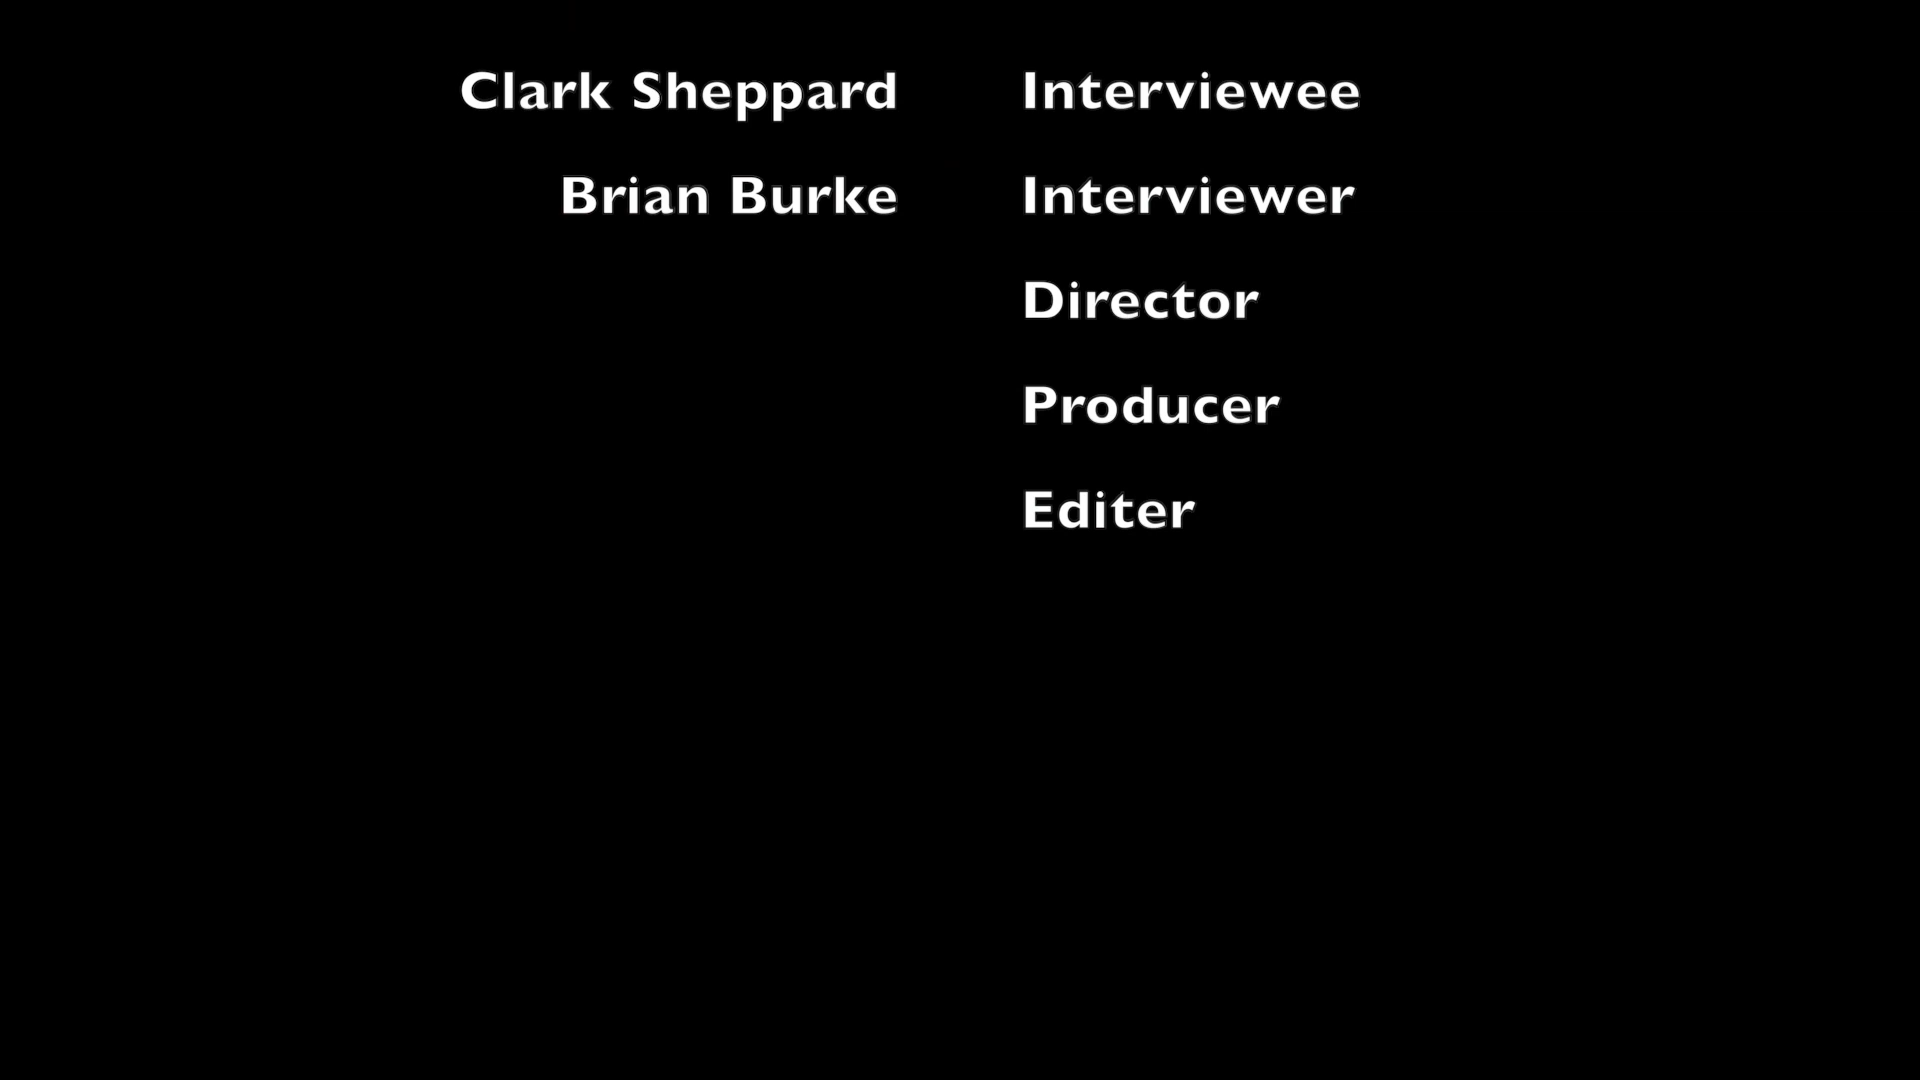 Clark Sheppard Interviewee
Brian Burke Interviewer
Director
Producer
Editer